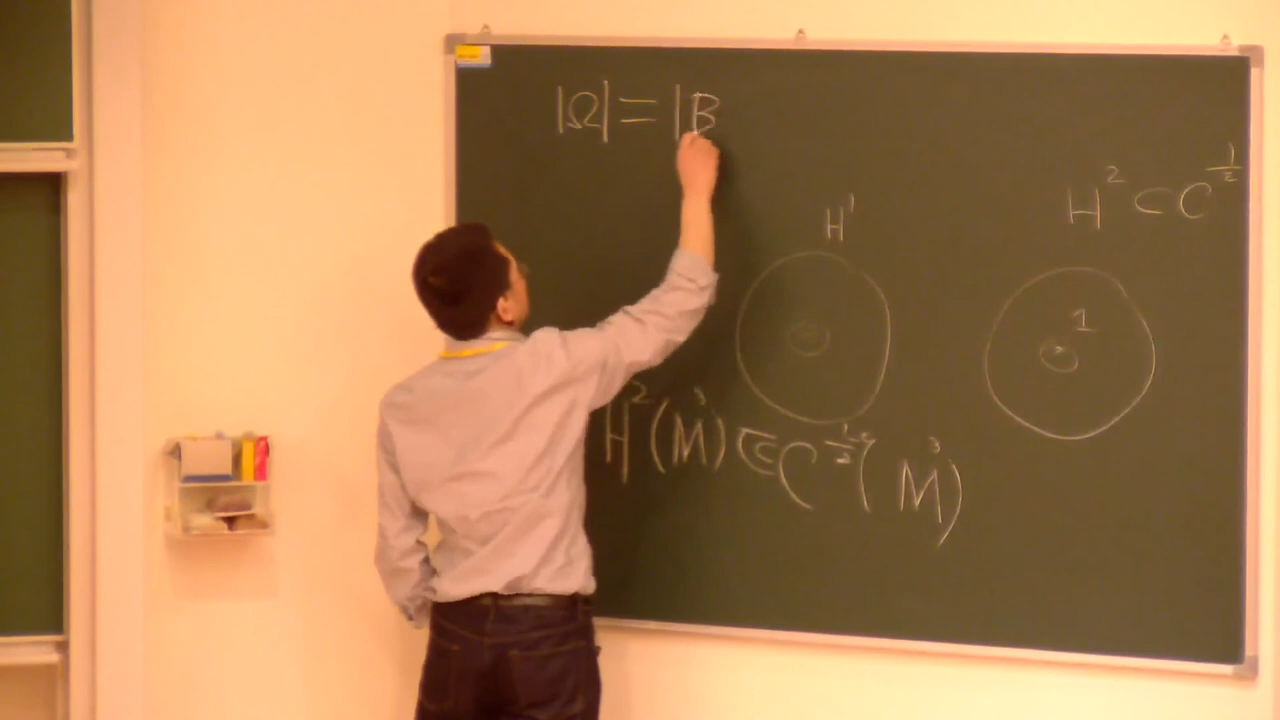 |Ω| = |B
H² ⊂ C^{1/2}
H¹
1
H²(M³) ⊂ C^{1/2}(M³)